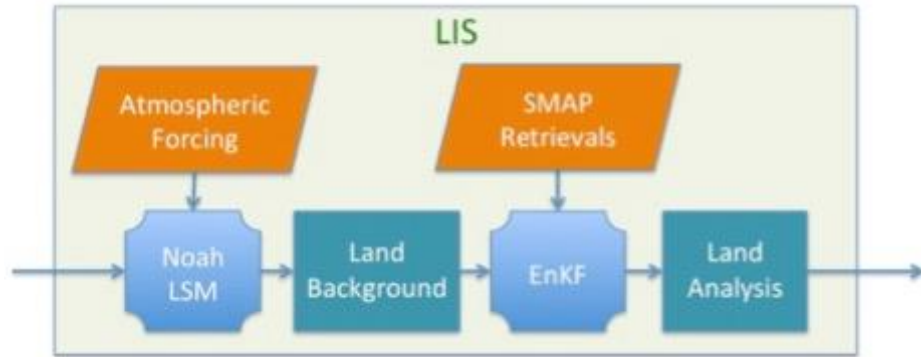 LIS
Atmospheric
Forcing
SMAP
Retrievals
Noah
LSM
Land
Background
EnKF
Land
Analysis